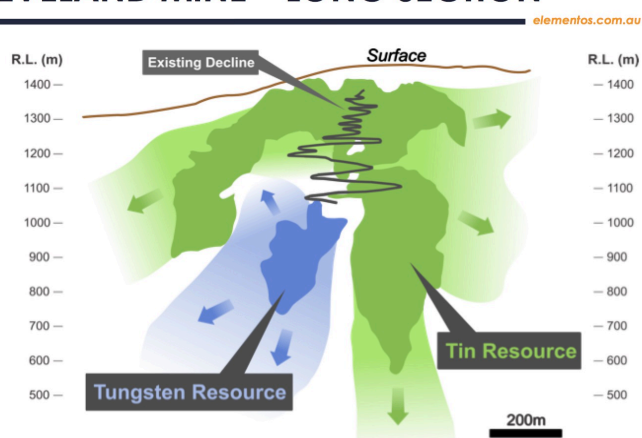 elementos.com.au
R.L. (m)
Existing Decline
Surface
R.L. (m)
1400
1300
1200
1100
1000
900
800
700
600
500
1400
1300
1200
1100
1000
900
800
700
600
500
Tin Resource
Tungsten Resource
200m